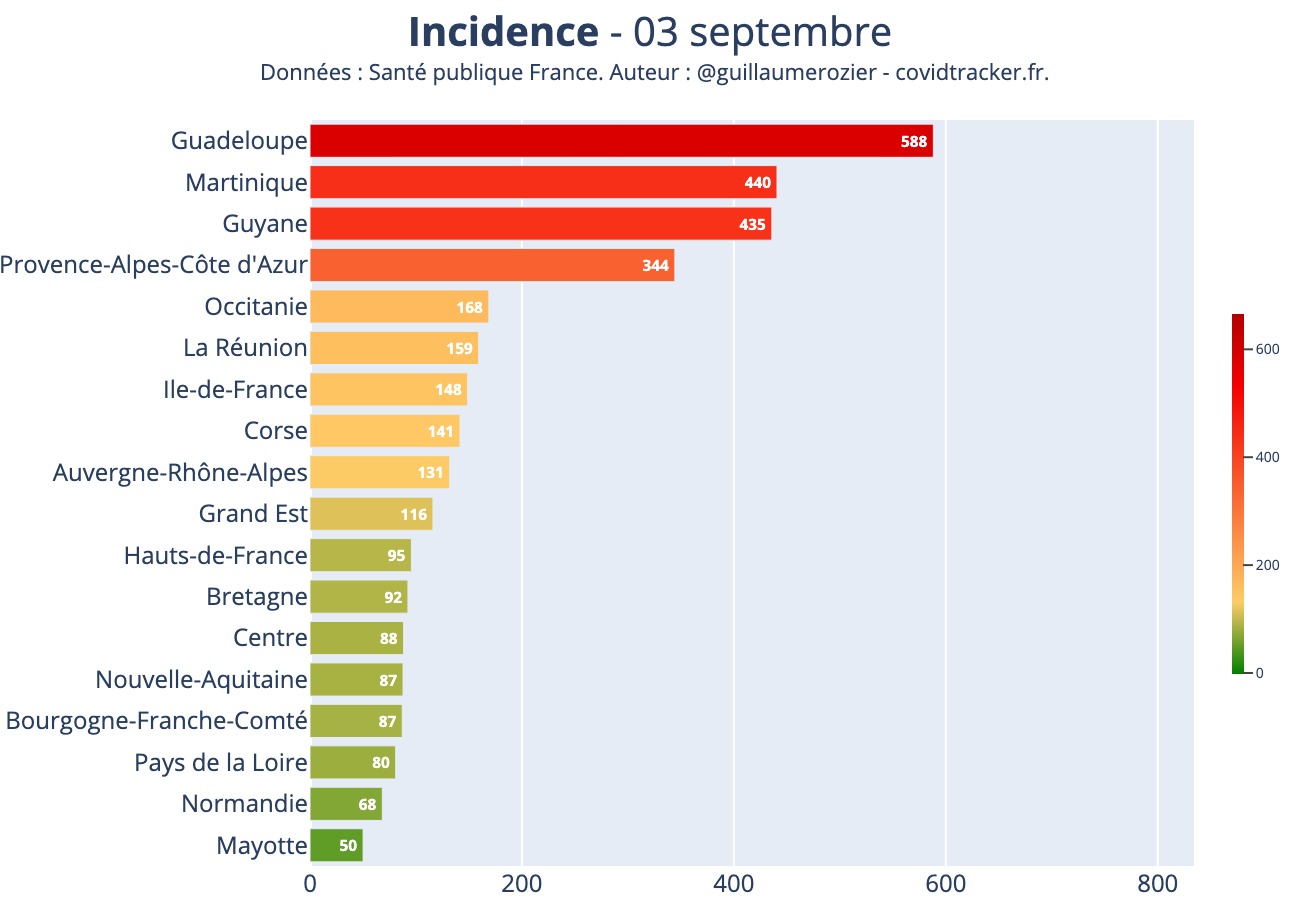 Incidence - 03 septembre
Données : Santé publique France. Auteur : @guillaumerozier - covidtracker.fr.
Guadeloupe 588
Martinique 440
Guyane 435
Provence-Alpes-Côte d'Azur 344
Occitanie 168
La Réunion 159
Ile-de-France 148
Corse 141
Auvergne-Rhône-Alpes 131
Grand Est 116
Hauts-de-France 95
Bretagne 92
Centre 88
Nouvelle-Aquitaine 87
Bourgogne-Franche-Comté 87
Pays de la Loire 80
Normandie 68
Mayotte 50
0 200 400 600 800
600
400
200
0